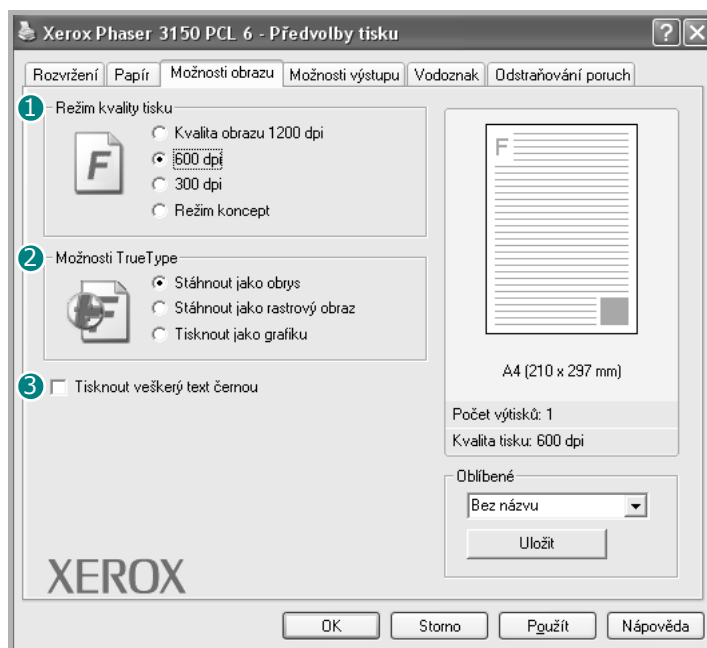 Xerox Phaser 3150 PCL 6 - Předvolby tisku
Rozvržení Papír Možnosti obrazu Možnosti výstupu Vodoznak Odstraňování poruch
1 Režim kvality tisku
F
Kvalita obrazu 1200 dpi
600 dpi
300 dpi
Režim koncept
2 Možnosti TrueType
F
Stáhnout jako obrys
Stáhnout jako rastrový obraz
Tisknout jako grafiku
3 Tisknout veškerý text černou
F
A4 (210 x 297 mm)
Počet výtisků: 1
Kvalita tisku: 600 dpi
Oblíbené
Bez názvu
Uložit
XEROX
OK Storno Použít Nápověda